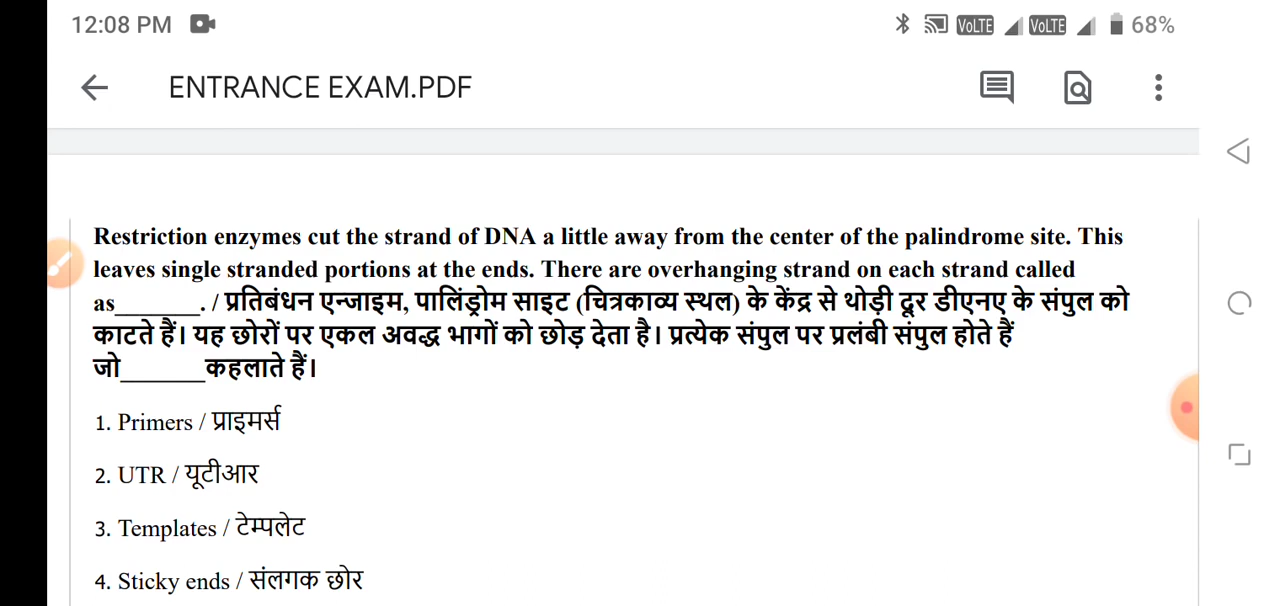 12:08 PM
VoLTE VoLTE 68%
ENTRANCE EXAM.PDF
Restriction enzymes cut the strand of DNA a little away from the center of the palindrome site. This
leaves single stranded portions at the ends. There are overhanging strand on each strand called
as_______. / प्रतिबंधन एन्जाइम, पालिंड्रोम साइट (चित्रकाव्य स्थल) के केंद्र से थोड़ी दूर डीएनए के संपुल को
काटते हैं। यह छोरों पर एकल अवद्ध भागों को छोड़ देता है। प्रत्येक संपुल पर प्रलंबी संपुल होते हैं
जो_______कहलाते हैं।
1. Primers / प्राइमर्स
2. UTR / यूटीआर
3. Templates / टेम्पलेट
4. Sticky ends / संलगक छोर